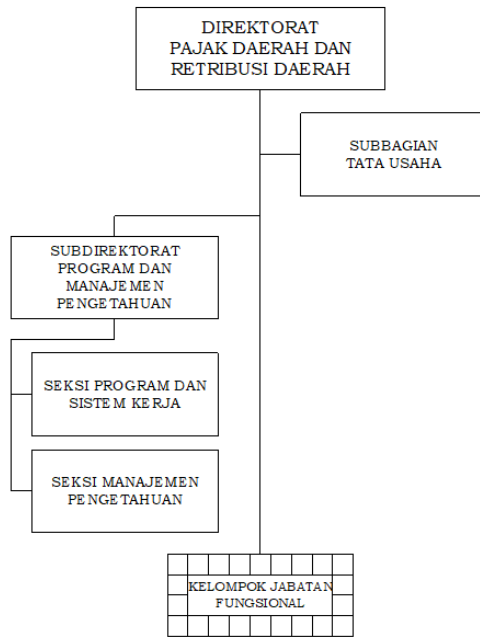 DIREKTORAT
PAJAK DAERAH DAN
RETRIBUSI DAERAH
SUBBAGIAN
TATA USAHA
SUBDIREKTORAT
PROGRAM DAN
MANAJEMEN
PENGETAHUAN
SEKSI PROGRAM DAN
SISTEM KERJA
SEKSI MANAJEMEN
PENGETAHUAN
KELOMPOK JABATAN
FUNGSIONAL